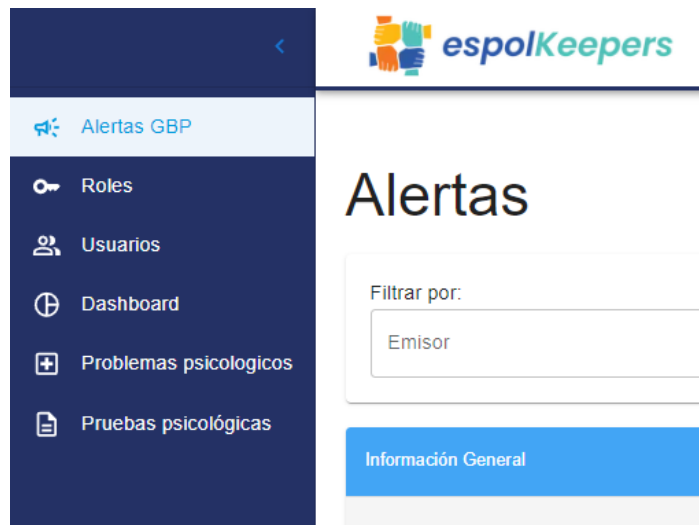 espolKeepers
Alertas GBP
Roles
Usuarios
Dashboard
Problemas psicologicos
Pruebas psicológicas
Alertas
Filtrar por:
Emisor
Información General